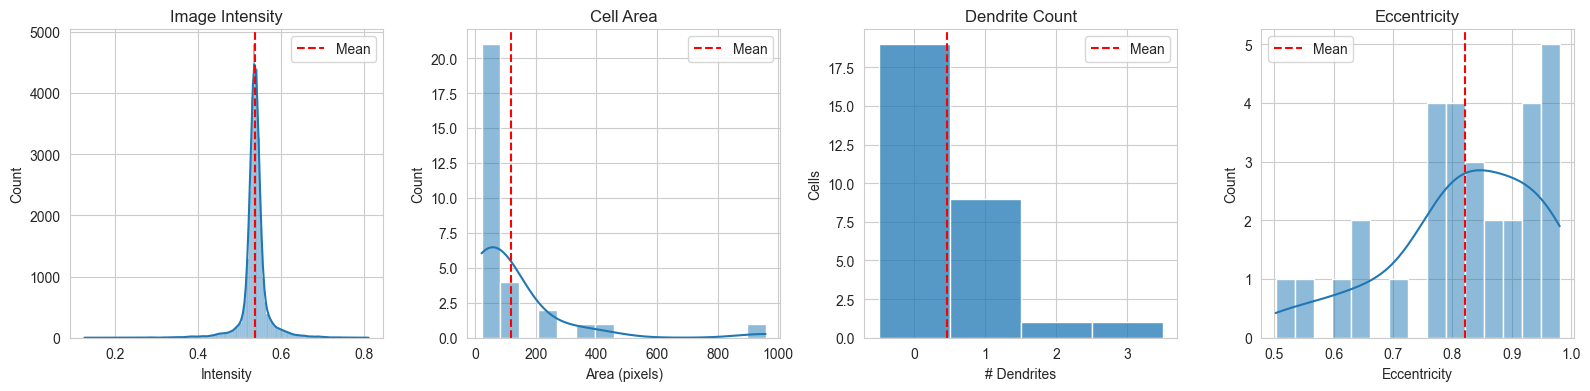 Image Intensity
Count
5000
4000
3000
2000
1000
0
0.2 0.4 0.6 0.8
Intensity
Mean
Cell Area
Count
20.0
17.5
15.0
12.5
10.0
7.5
5.0
2.5
0.0
0 200 400 600 800 1000
Area (pixels)
Mean
Dendrite Count
Cells
17.5
15.0
12.5
10.0
7.5
5.0
2.5
0.0
0 1 2 3
# Dendrites
Mean
Eccentricity
Count
5
4
3
2
1
0
0.5 0.6 0.7 0.8 0.9 1.0
Eccentricity
Mean